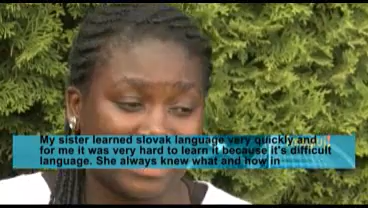 My sister learned slovak language very quickly and
for me it was very hard to learn it because it's difficult
language. She always knew what and how in